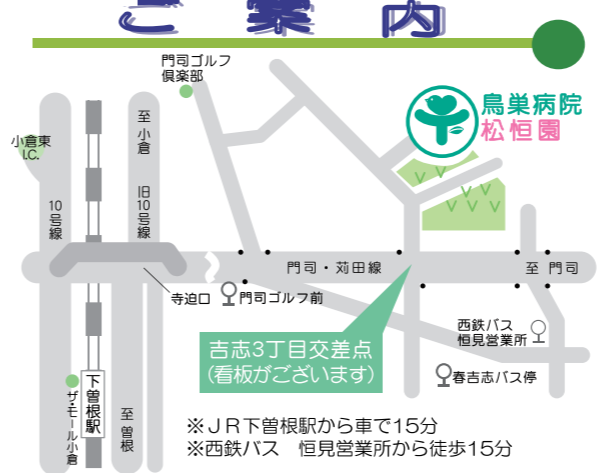 ご案内
門司ゴルフ
倶楽部
鳥巣病院
松恒園
小倉東
I.C.
至小倉
旧10号線
10号線
門司・苅田線
至 門司
寺迫口
門司ゴルフ前
吉志3丁目交差点
(看板がございます)
西鉄バス
恒見営業所
春吉志バス停
下曽根駅
ザ・モール小倉
至曽根
※JR下曽根駅から車で15分
※西鉄バス 恒見営業所から徒歩15分